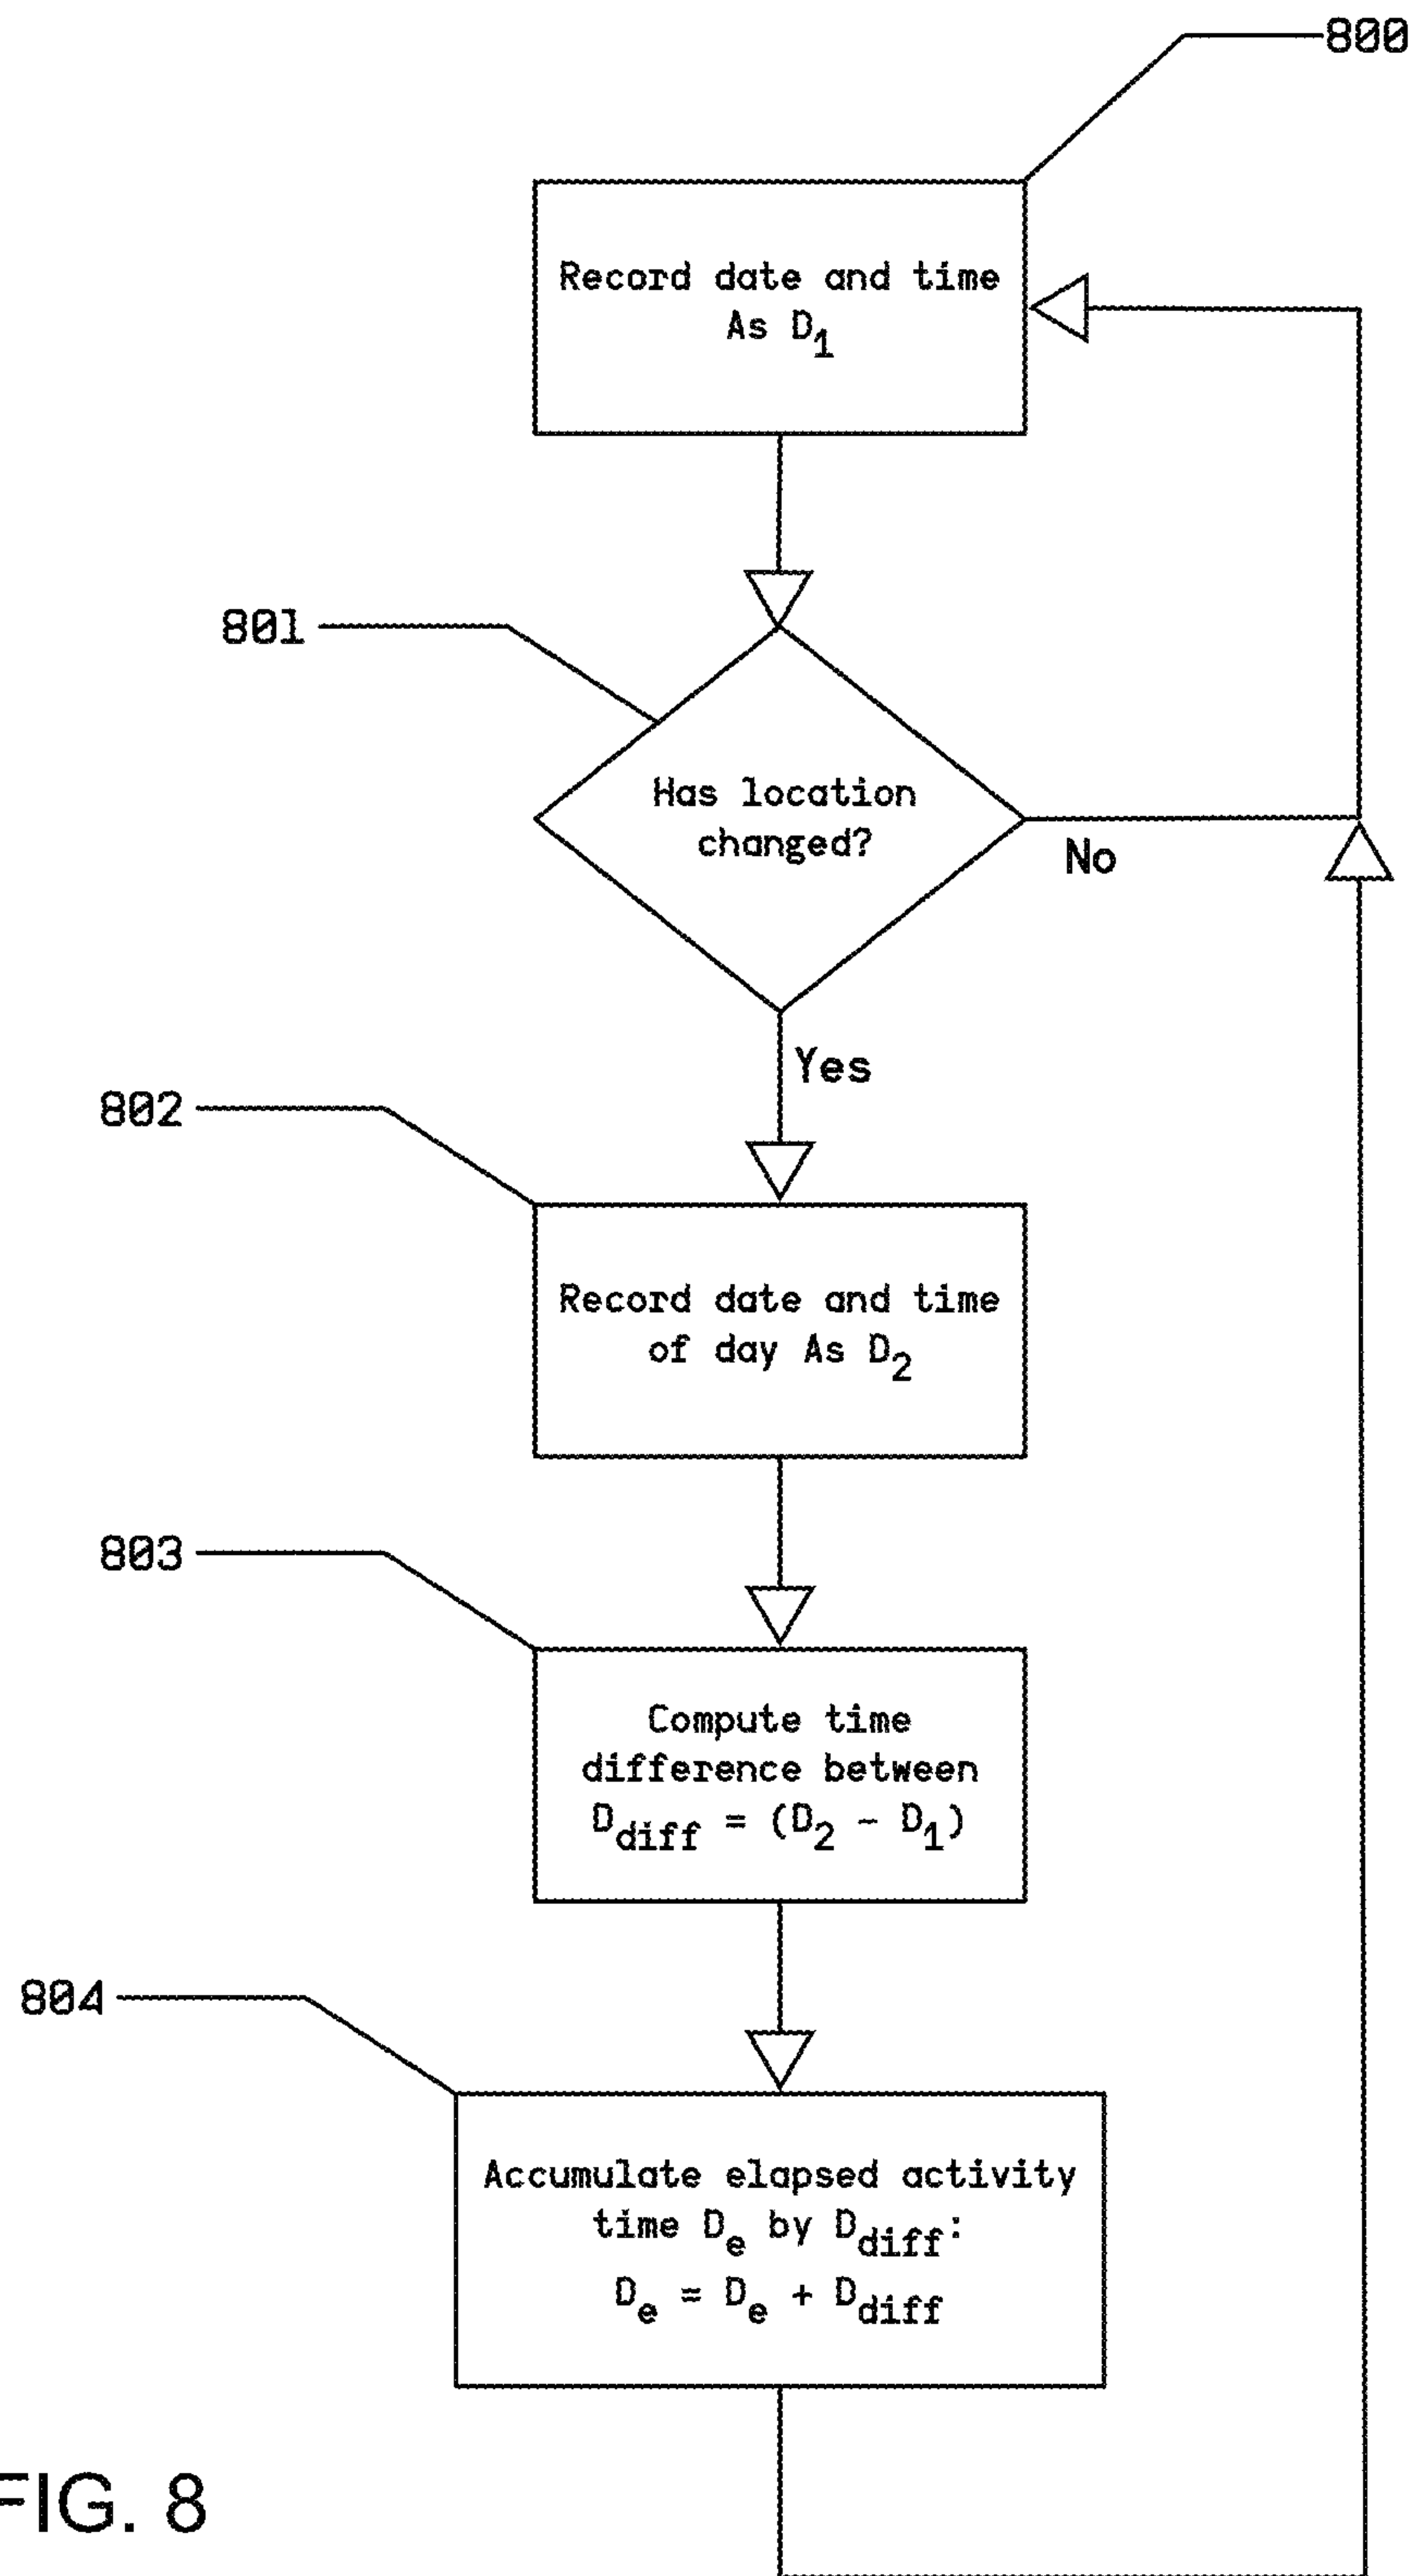 800
Record date and time
As D1
801
Has location
changed?
No
Yes
802
Record date and time
of day As D2
803
Compute time
difference between
Ddiff = (D2 - D1)
804
Accumulate elapsed activity
time De by Ddiff:
De = De + Ddiff
FIG. 8